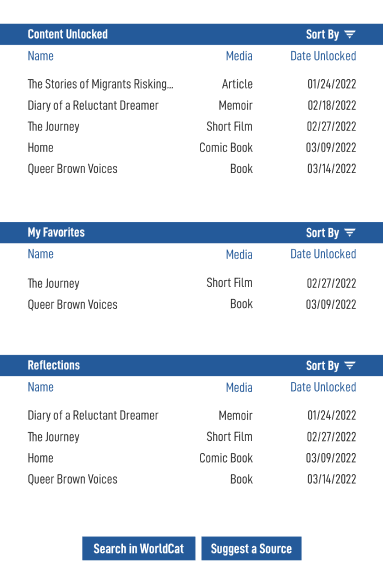 Content Unlocked Sort By
Name Media Date Unlocked
The Stories of Migrants Risking... Article 01/24/2022
Diary of a Reluctant Dreamer Memoir 02/18/2022
The Journey Short Film 02/27/2022
Home Comic Book 03/09/2022
Queer Brown Voices Book 03/14/2022
My Favorites Sort By
Name Media Date Unlocked
The Journey Short Film 02/27/2022
Queer Brown Voices Book 03/09/2022
Reflections Sort By
Name Media Date Unlocked
Diary of a Reluctant Dreamer Memoir 01/24/2022
The Journey Short Film 02/27/2022
Home Comic Book 03/09/2022
Queer Brown Voices Book 03/14/2022
Search in WorldCat Suggest a Source